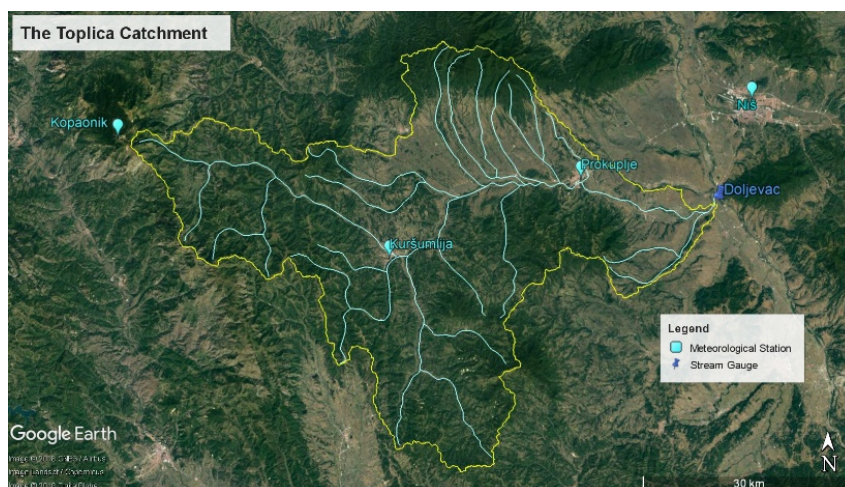 The Toplica Catchment
Kopaonik
Niš
Prokuplje
Doljevac
Kuršumlija
Legend
Meteorological Station
Stream Gauge
Google Earth
N
30 km